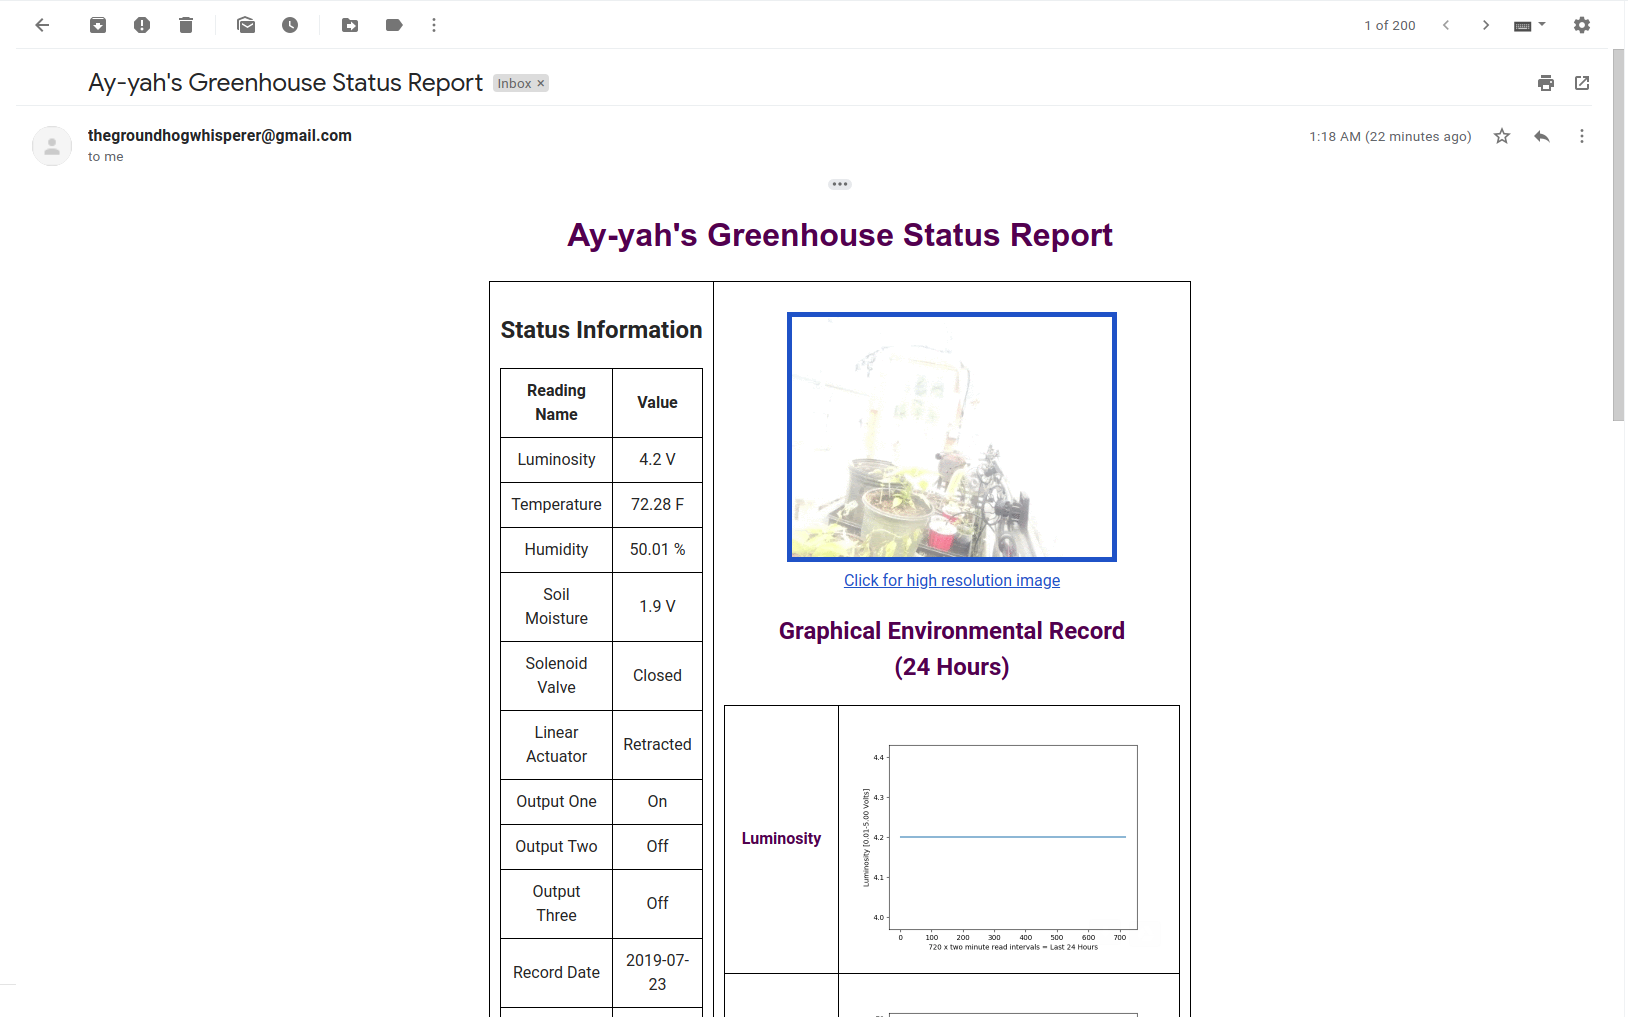 1 of 200
Ay-yah's Greenhouse Status Report
Inbox ×
thegroundhogwhisperer@gmail.com
1:18 AM (22 minutes ago)
to me
Ay-yah's Greenhouse Status Report
Status Information
Reading
Name
Value
Luminosity
4.2 V
Temperature
72.28 F
Humidity
50.01 %
Soil
Moisture
1.9 V
Solenoid
Valve
Closed
Linear
Actuator
Retracted
Output One
On
Output Two
Off
Output
Three
Off
Record Date
2019-07-
23
Click for high resolution image
Graphical Environmental Record
(24 Hours)
Luminosity
Luminosity [0.01-5.00 Volts]
4.4
4.3
4.2
4.1
4.0
0 100 200 300 400 500 600 700
720 x two minute read intervals = Last 24 Hours